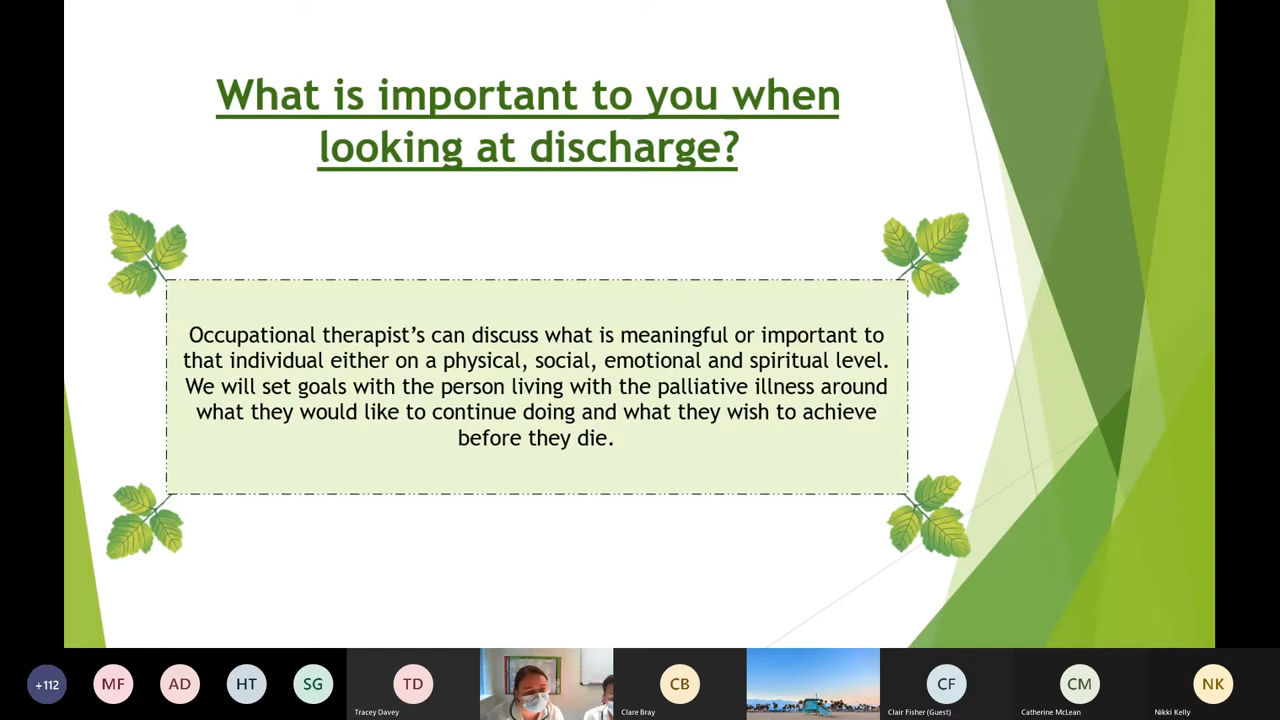 What is important to you when
looking at discharge?
Occupational therapist’s can discuss what is meaningful or important to
that individual either on a physical, social, emotional and spiritual level.
We will set goals with the person living with the palliative illness around
what they would like to continue doing and what they wish to achieve
before they die.
+112
MF
AD
HT
SG
TD
CB
CF
CM
NK
Tracey Davey
Clare Bray
Clair Fisher (Guest)
Catherine McLean
Nikki Kelly